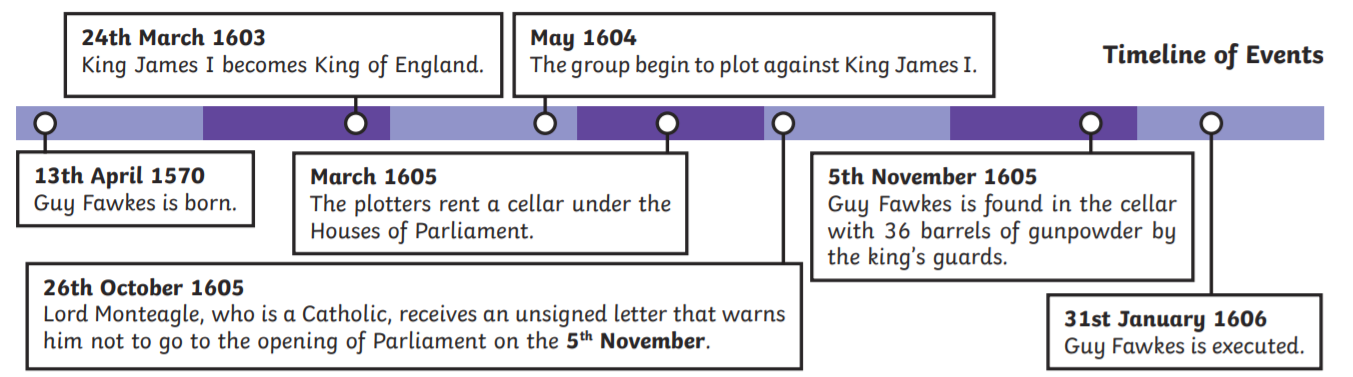 Timeline of Events
13th April 1570
Guy Fawkes is born.
24th March 1603
King James I becomes King of England.
May 1604
The group begin to plot against King James I.
March 1605
The plotters rent a cellar under the
Houses of Parliament.
26th October 1605
Lord Monteagle, who is a Catholic, receives an unsigned letter that warns
him not to go to the opening of Parliament on the 5th November.
5th November 1605
Guy Fawkes is found in the cellar
with 36 barrels of gunpowder by
the king's guards.
31st January 1606
Guy Fawkes is executed.